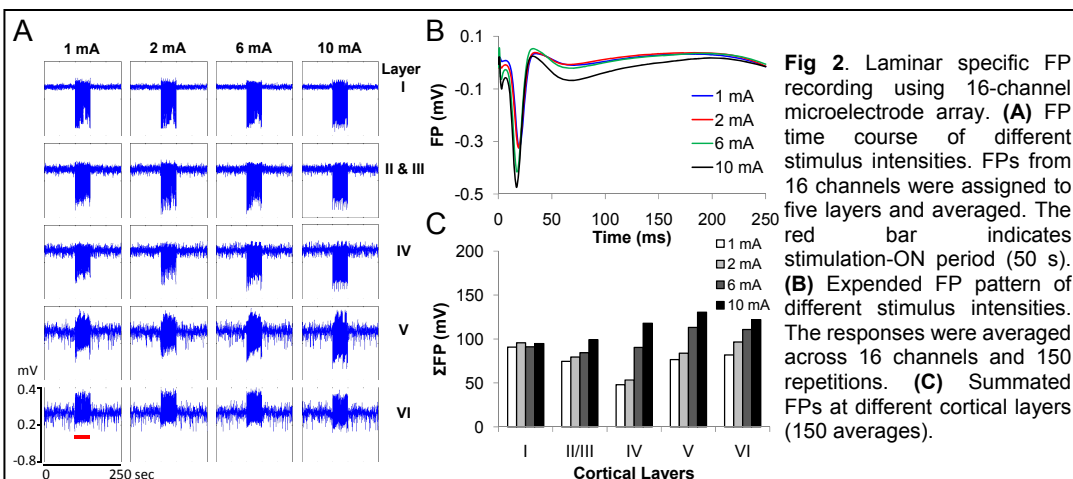 A
1 mA 2 mA 6 mA 10 mA
Layer
I
II & III
IV
V
VI
mV
0.4
0.2
-0.8
0 250 sec
B
0.1
-0.1
-0.3
-0.5
FP (mV)
1 mA
2 mA
6 mA
10 mA
0 50 100 150 200 250
Time (ms)
C
200
150
100
50
0
ΣFP (mV)
1 mA
2 mA
6 mA
10 mA
I II/III IV V VI
Cortical Layers
Fig 2. Laminar specific FP
recording using 16-channel
microelectrode array. (A) FP
time course of different
stimulus intensities. FPs from
16 channels were assigned to
five layers and averaged. The
red bar indicates
stimulation-ON period (50 s).
(B) Expended FP pattern of
different stimulus intensities.
The responses were averaged
across 16 channels and 150
repetitions. (C) Summated
FPs at different cortical layers
(150 averages).